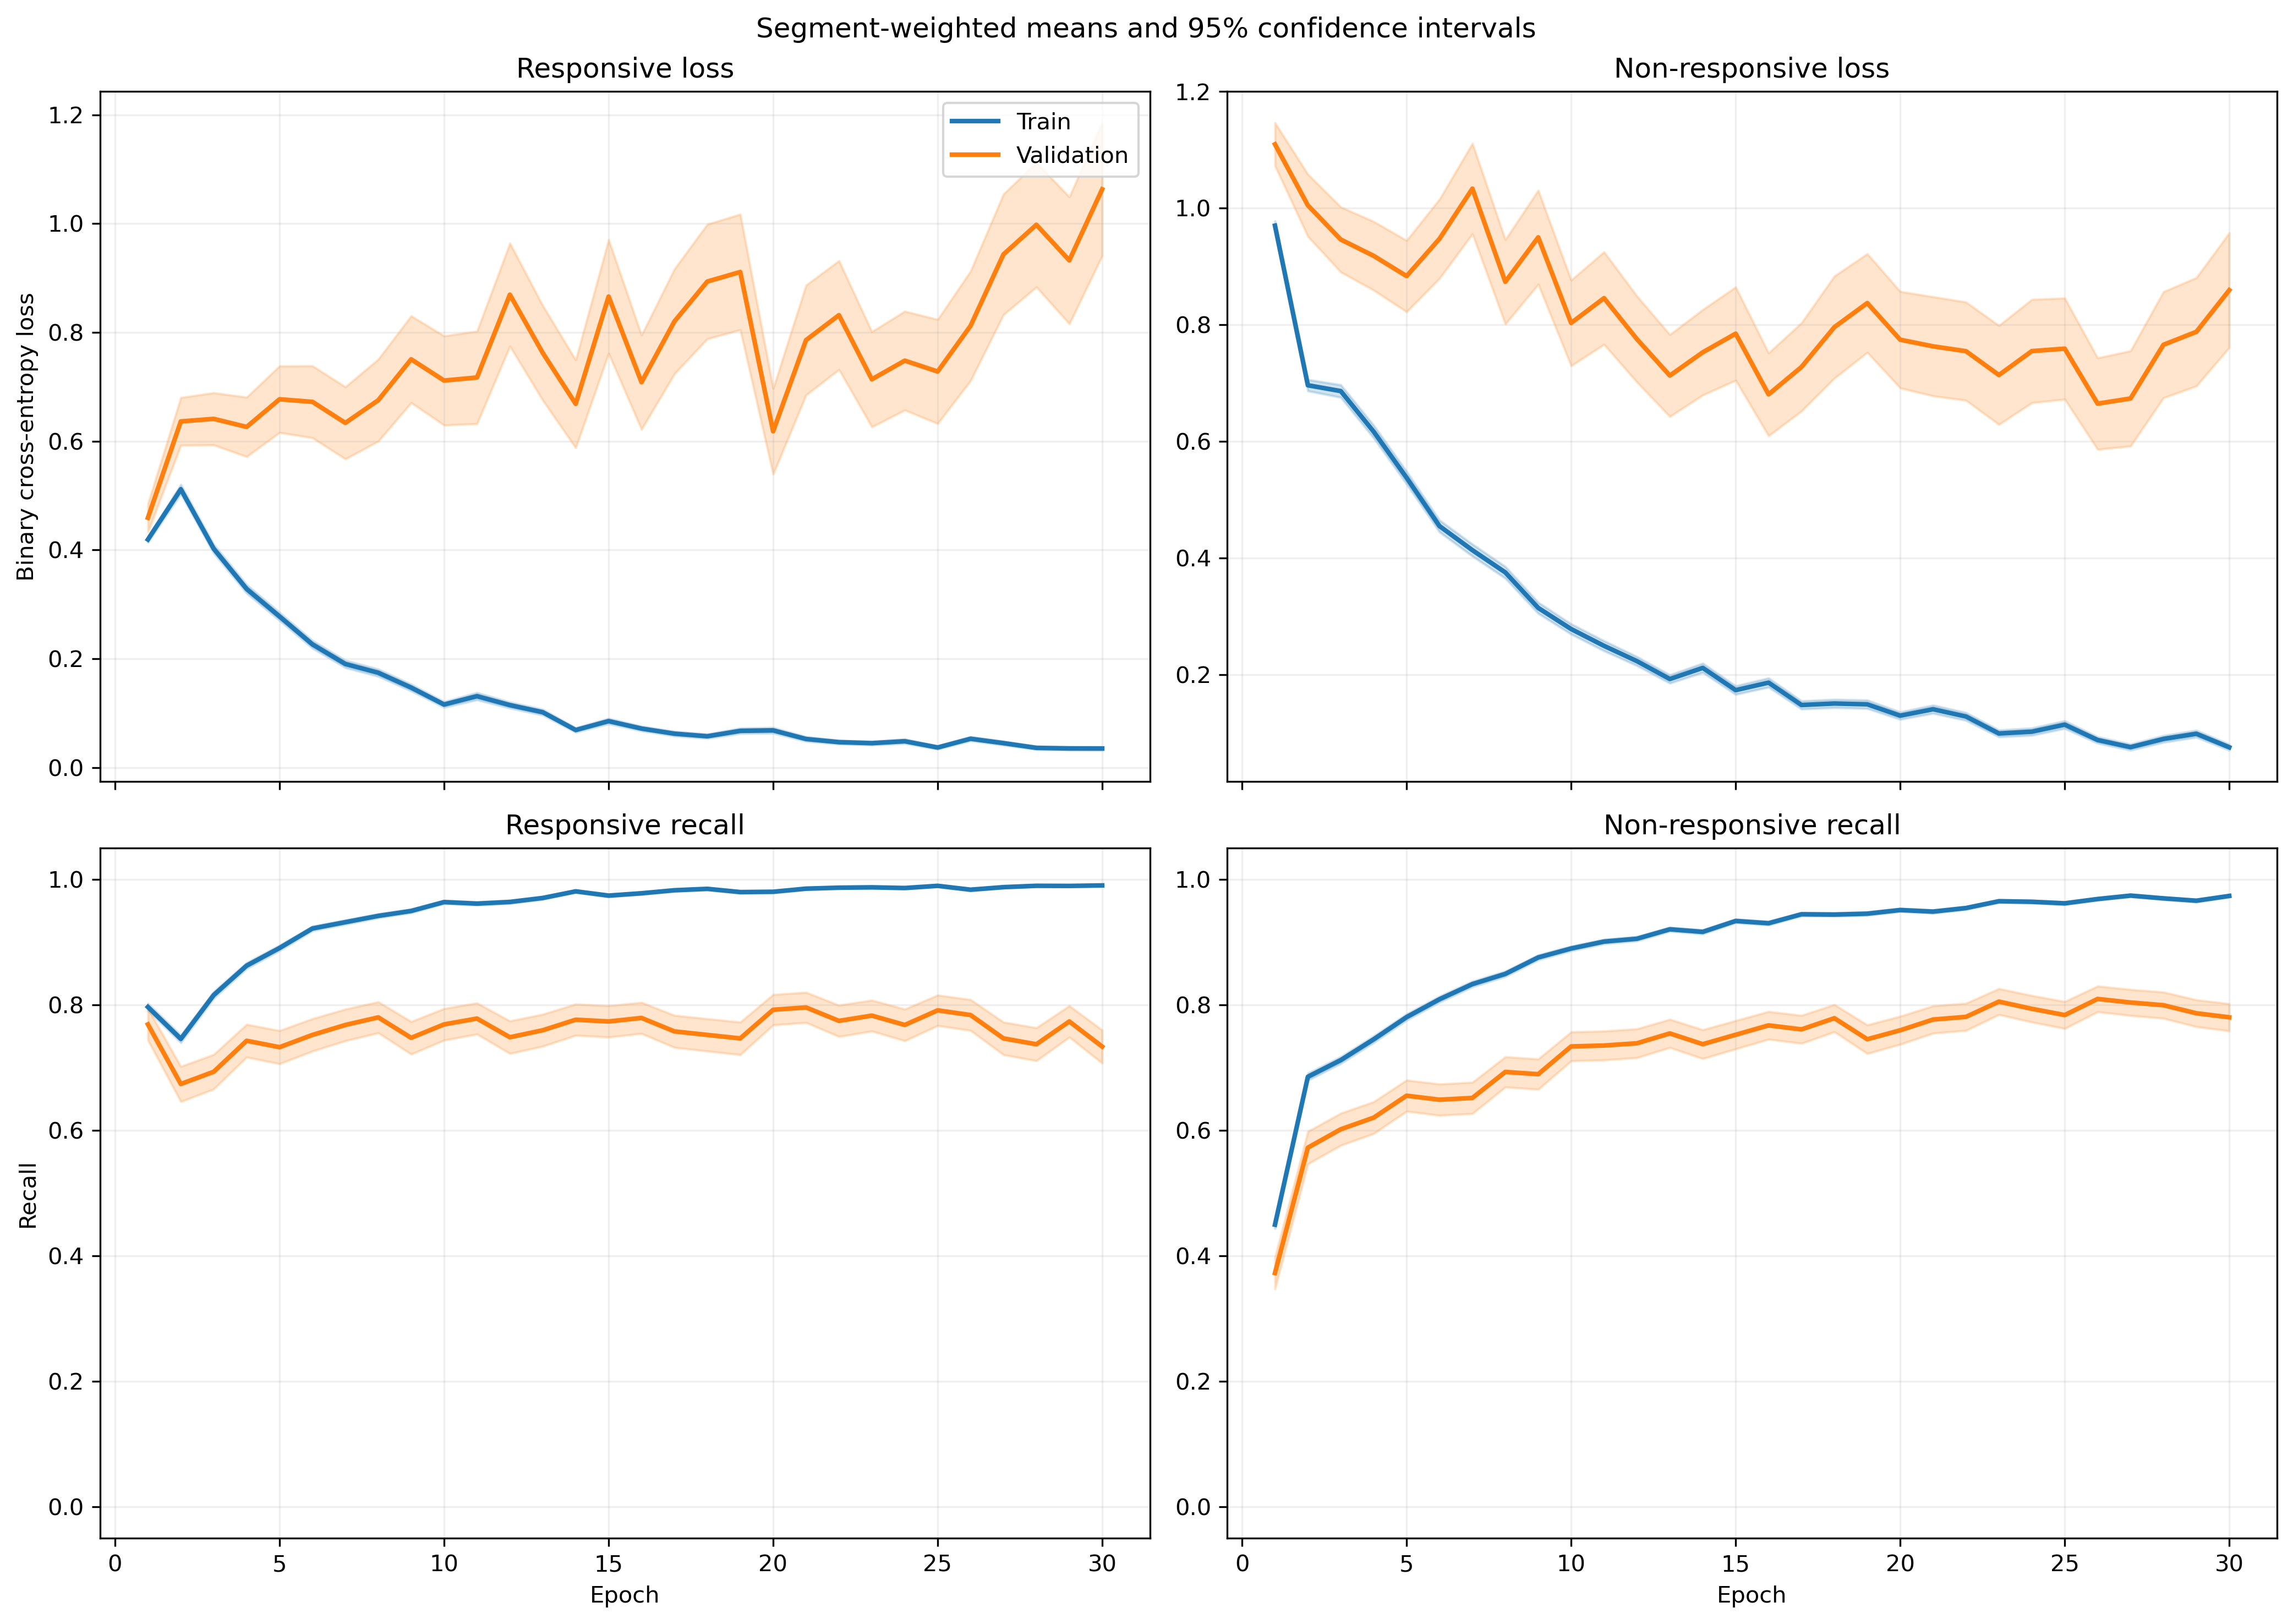 Segment-weighted means and 95% confidence intervals
Responsive loss
Non-responsive loss
Train
Validation
Binary cross-entropy loss
1.2
1.0
0.8
0.6
0.4
0.2
0.0
1.2
1.0
0.8
0.6
0.4
0.2
Responsive recall
Non-responsive recall
Recall
1.0
0.8
0.6
0.4
0.2
0.0
1.0
0.8
0.6
0.4
0.2
0.0
0 5 10 15 20 25 30
0 5 10 15 20 25 30
Epoch
Epoch